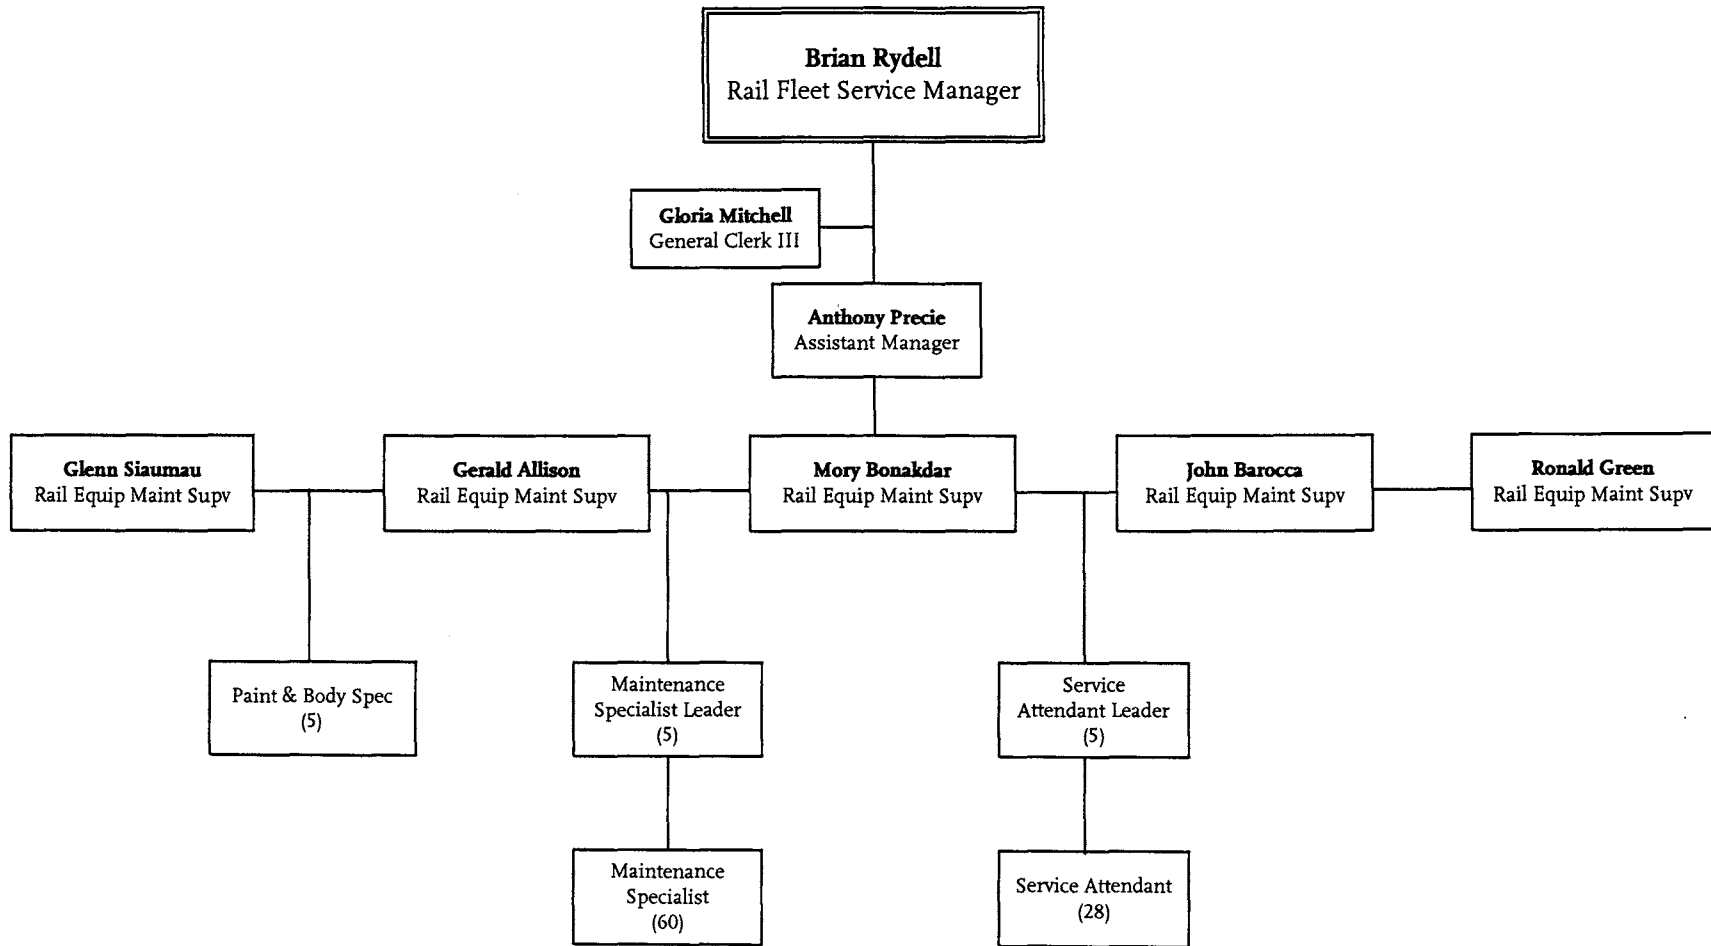 Brian Rydell
Rail Fleet Service Manager
Gloria Mitchell
General Clerk III
Anthony Precie
Assistant Manager
Glenn Siaumau
Rail Equip Maint Supv
Gerald Allison
Rail Equip Maint Supv
Mory Bonakdar
Rail Equip Maint Supv
John Barocca
Rail Equip Maint Supv
Ronald Green
Rail Equip Maint Supv
Paint & Body Spec
(5)
Maintenance
Specialist Leader
(5)
Service
Attendant Leader
(5)
Maintenance
Specialist
(60)
Service Attendant
(28)